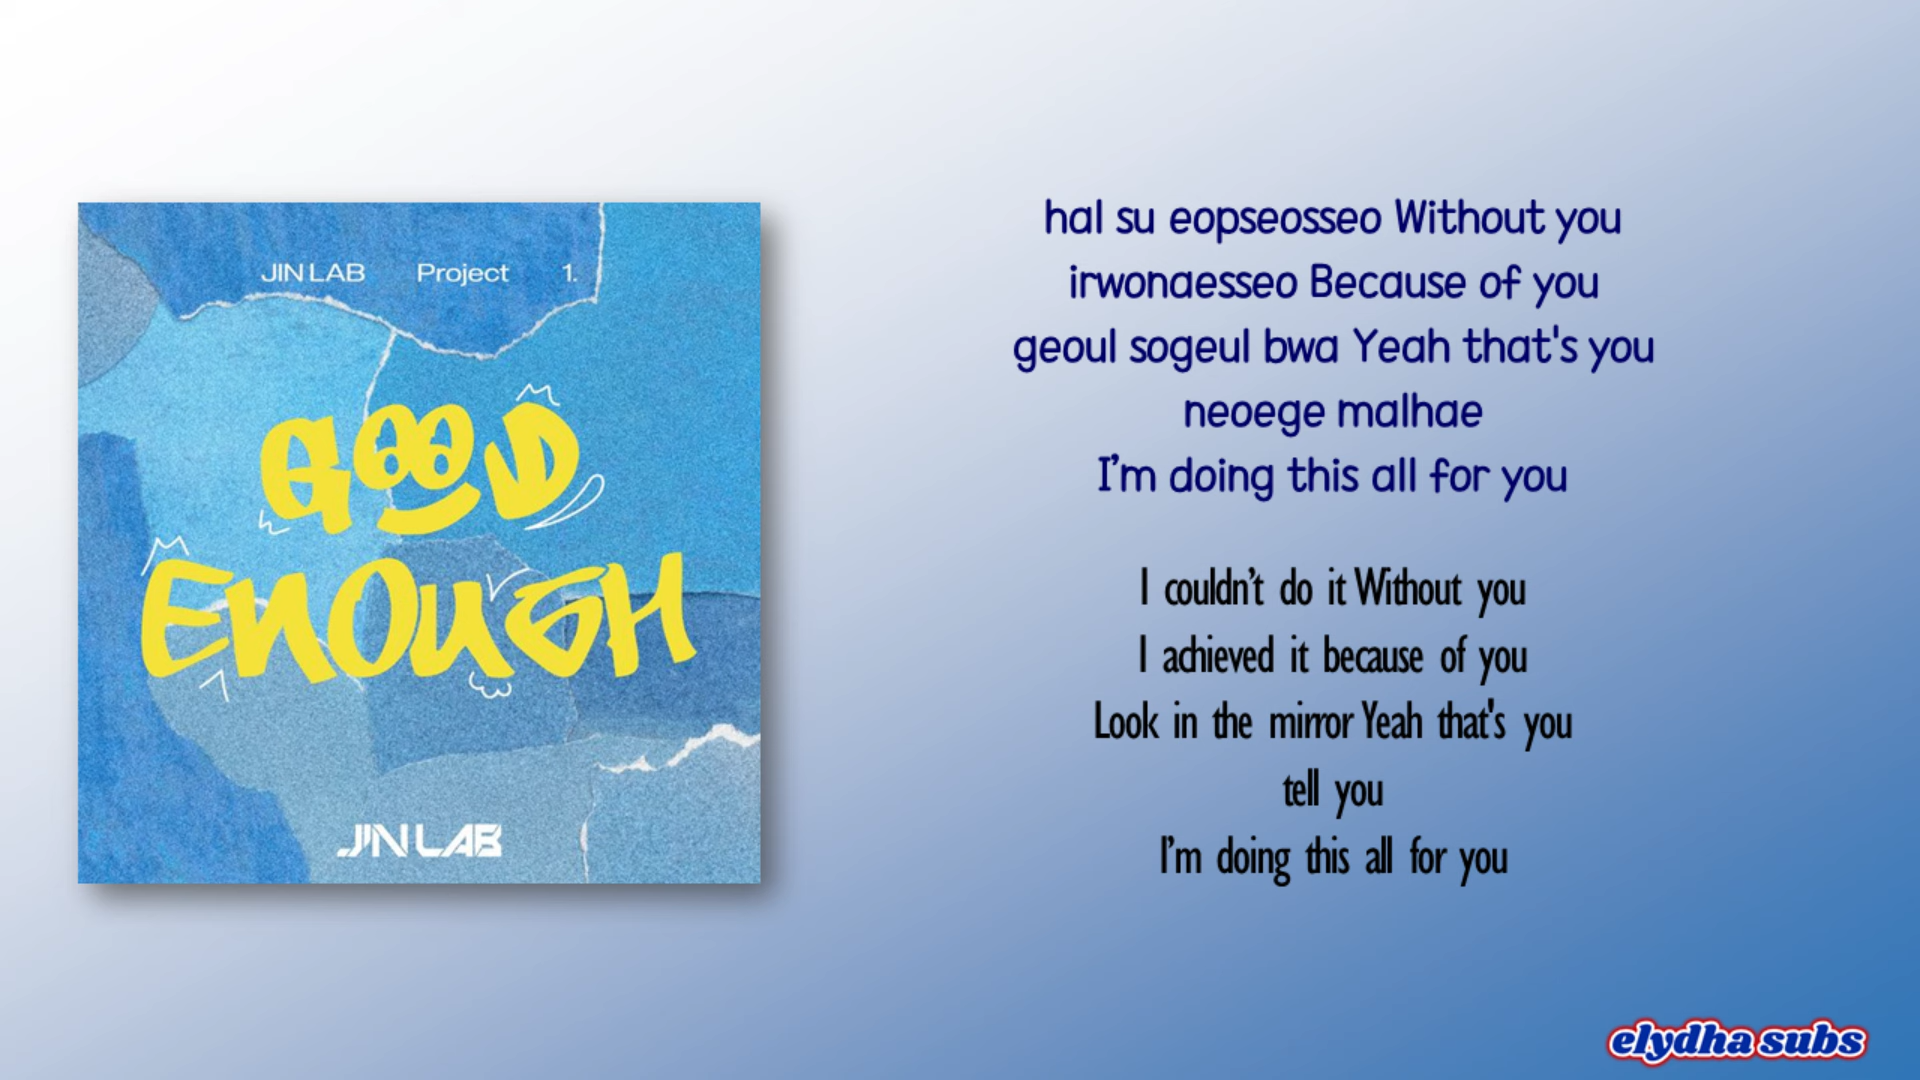 JIN LAB Project 1.
GOOD
ENOUGH
JIN LAB
hal su eopseosseo Without you
irwonaesseo Because of you
geoul sogeul bwa Yeah that's you
neoege malhae
I’m doing this all for you
I couldn’t do it Without you
I achieved it because of you
Look in the mirror Yeah that's you
tell you
I’m doing this all for you
elydha subs